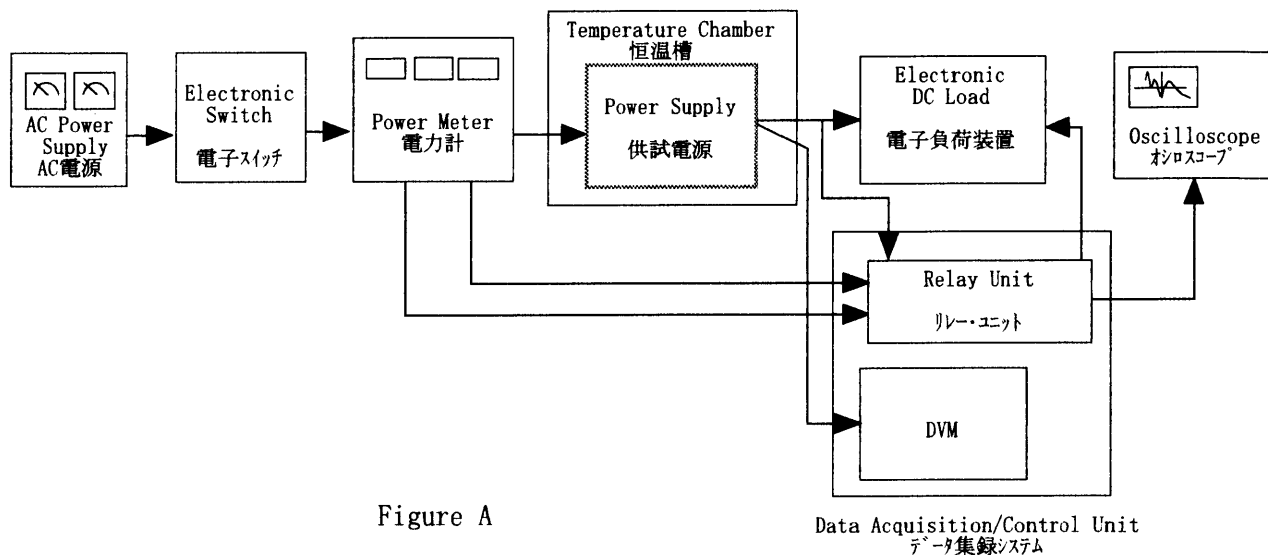 AC Power
Supply
AC電源
Electronic
Switch
電子ｽｲｯﾁ
Power Meter
電力計
Temperature Chamber
恒温槽
Power Supply
供試電源
Electronic
DC Load
電子負荷装置
Oscilloscope
ｵｼﾛｽｺｰﾌﾟ
Relay Unit
ﾘﾚｰ･ﾕﾆｯﾄ
DVM
Figure A
Data Acquisition/Control Unit
ﾃﾞｰﾀ集録ｼｽﾃﾑ